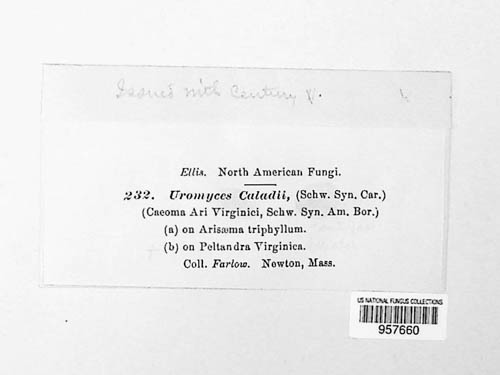 Issued with Century V.
Ellis. North American Fungi.
232. Uromyces Caladii, (Schw. Syn. Car.)
(Caeoma Ari Virginici, Schw. Syn. Am. Bor.)
(a) on Arisæma triphyllum.
(b) on Peltandra Virginica.
Coll. Farlow. Newton, Mass.
US NATIONAL FUNGUS COLLECTIONS
957660